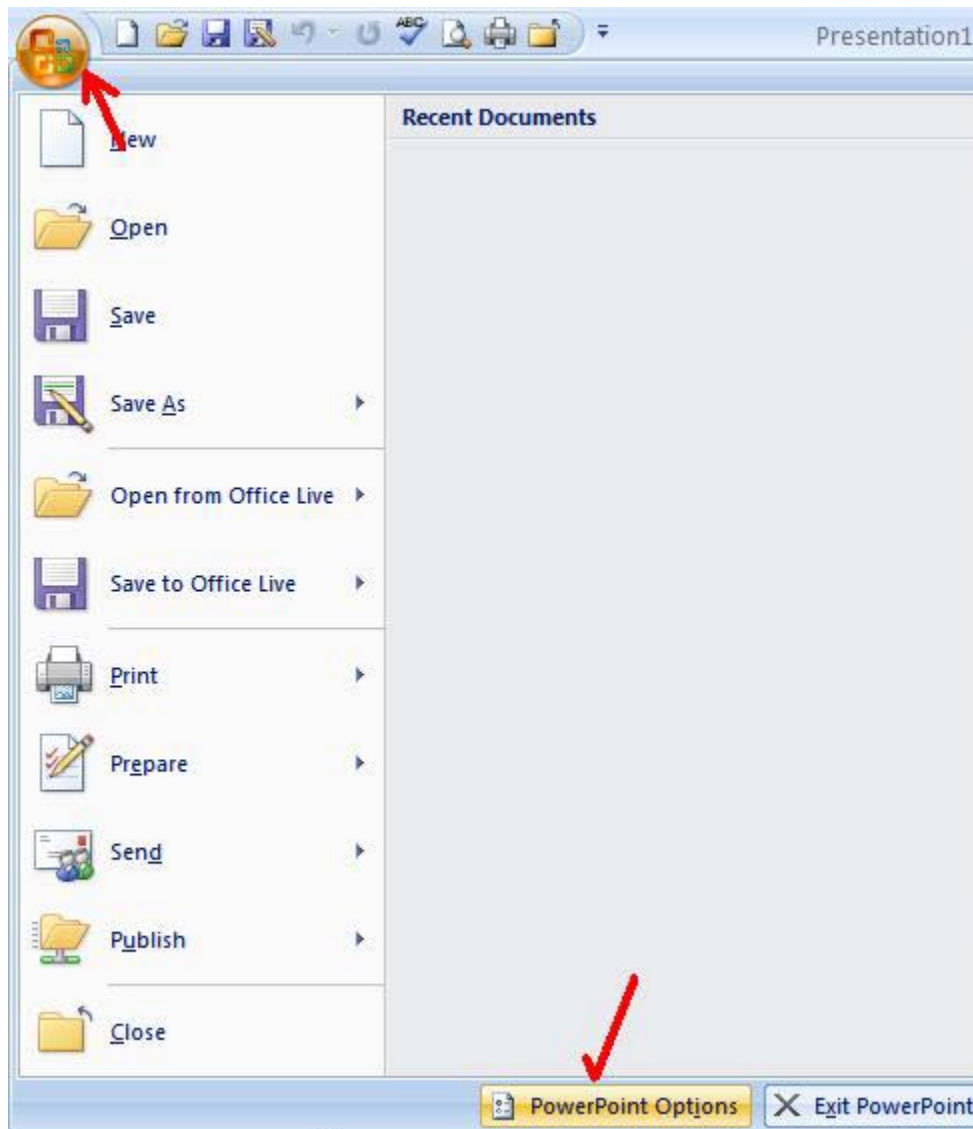 ABC
Presentation1
Recent Documents
New
Open
Save
Save As
Open from Office Live
Save to Office Live
Print
Prepare
Send
Publish
Close
PowerPoint Options
Exit PowerPoint